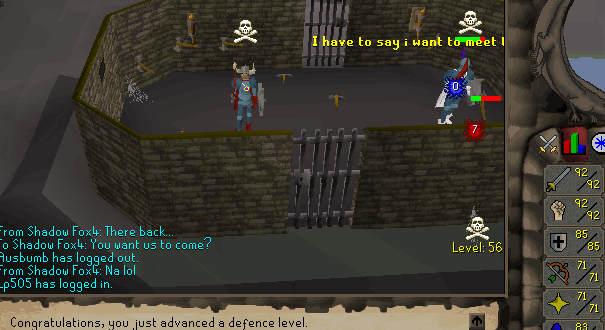 I have to say i want to meet
0
7
Level: 56
92/92
92/92
85/85
71/71
71/71
83
From Shadow Fox4: There back...
To Shadow Fox4: You want us to come?
Ausbumb has logged out.
From Shadow Fox4: Na lol
Lp505 has logged in.
Congratulations, you just advanced a defence level.